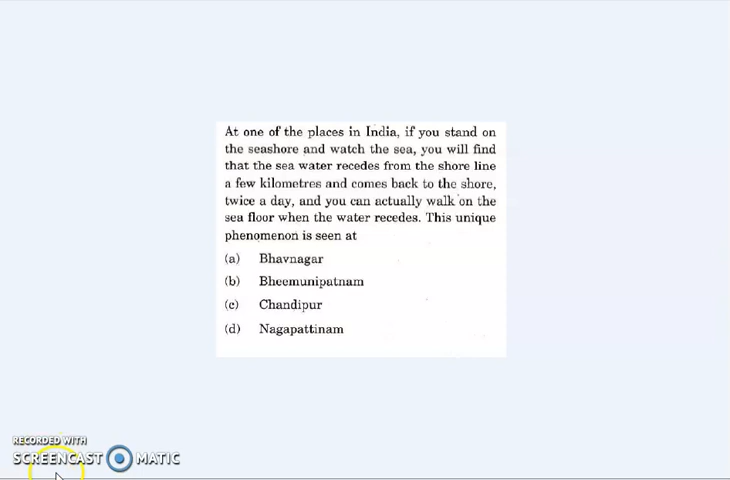 At one of the places in India, if you stand on
the seashore and watch the sea, you will find
that the sea water recedes from the shore line
a few kilometres and comes back to the shore,
twice a day, and you can actually walk on the
sea floor when the water recedes. This unique
phenomenon is seen at
(a) Bhavnagar
(b) Bheemunipatnam
(c) Chandipur
(d) Nagapattinam
RECORDED WITH
SCREENCAST MATIC